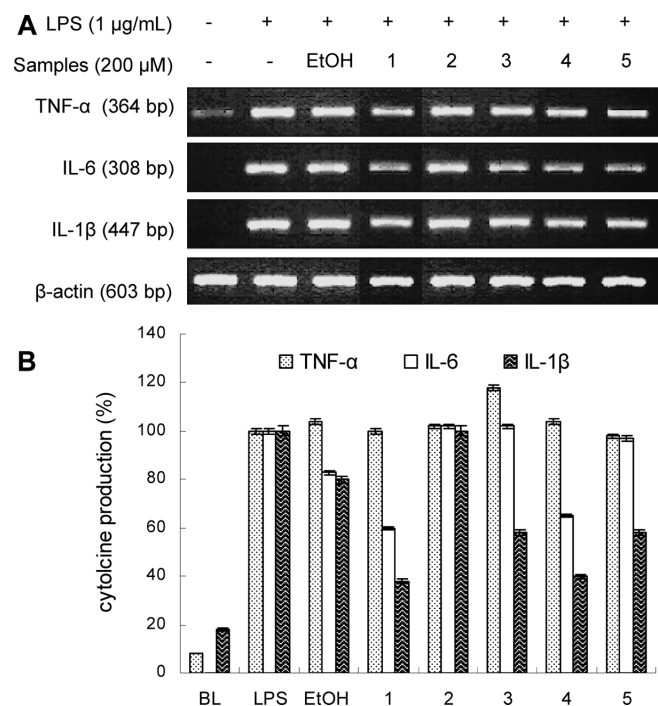 A LPS (1 µg/mL) - + + + + + + +
Samples (200 µM) - - EtOH 1 2 3 4 5
TNF-α (364 bp)
IL-6 (308 bp)
IL-1β (447 bp)
β-actin (603 bp)
B
140
TNF-α IL-6 IL-1β
120
100
80
60
40
20
0
cytolcine production (%)
BL LPS EtOH 1 2 3 4 5